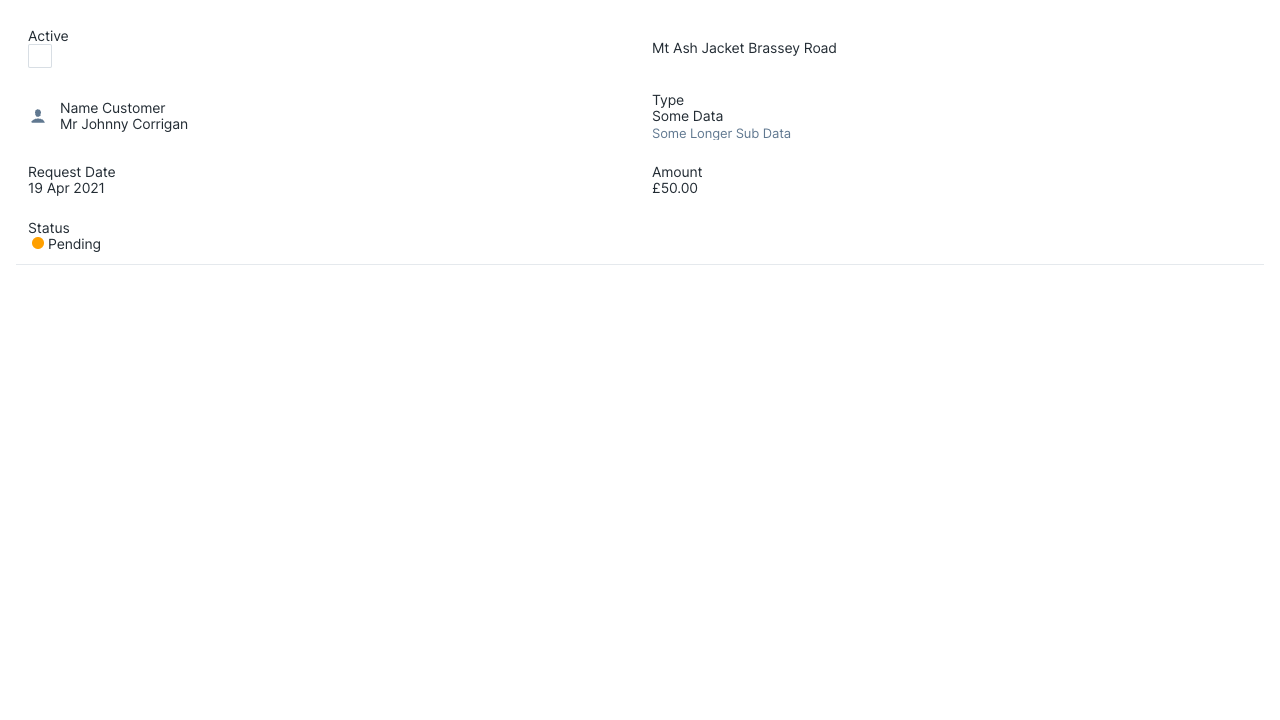 Active
Mt Ash Jacket Brassey Road
Name Customer
Mr Johnny Corrigan
Type
Some Data
Some Longer Sub Data
Request Date
19 Apr 2021
Amount
£50.00
Status
Pending